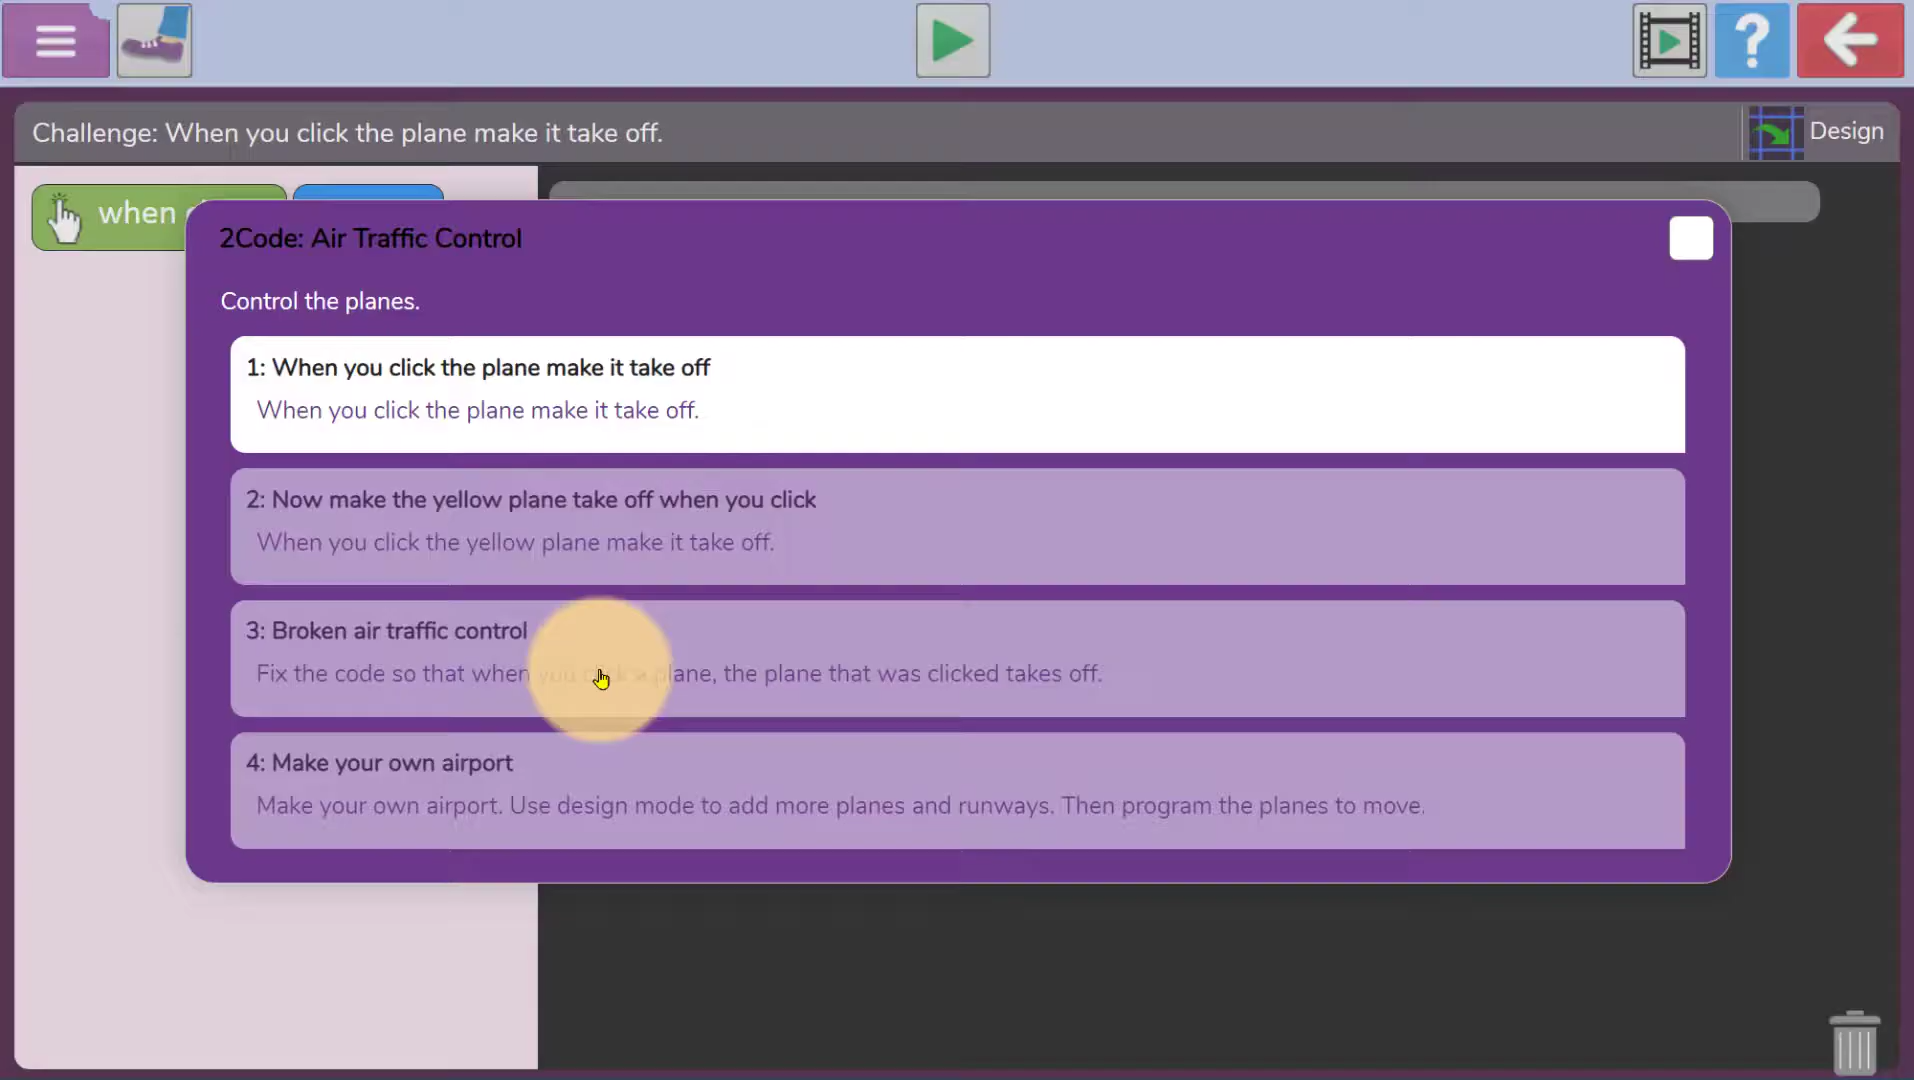 Challenge: When you click the plane make it take off.
Design
when
2Code: Air Traffic Control
Control the planes.
1: When you click the plane make it take off
When you click the plane make it take off.
2: Now make the yellow plane take off when you click
When you click the yellow plane make it take off.
3: Broken air traffic control
Fix the code so that when you click a plane, the plane that was clicked takes off.
4: Make your own airport
Make your own airport. Use design mode to add more planes and runways. Then program the planes to move.